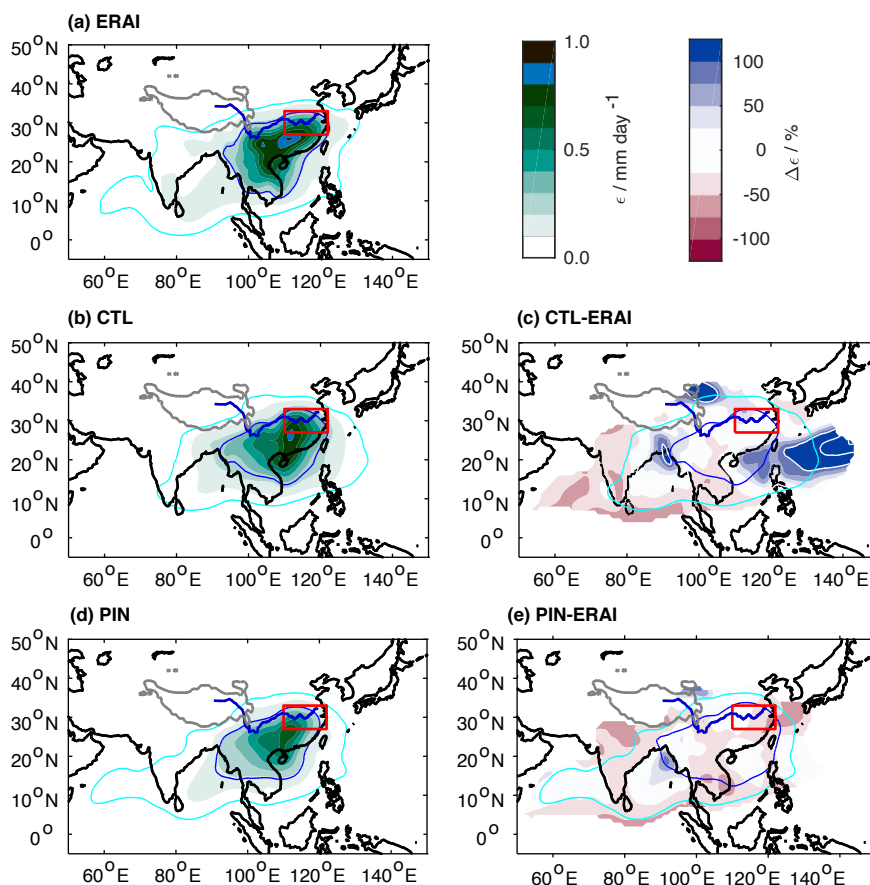 (a) ERAI
50°N
40°N
30°N
20°N
10°N
0°
60°E 80°E 100°E 120°E 140°E
1.0
0.5
0.0
ϵ / mm day -1
100
50
0
-50
-100
Δϵ / %
(b) CTL
50°N
40°N
30°N
20°N
10°N
0°
60°E 80°E 100°E 120°E 140°E
(c) CTL-ERAI
50°N
40°N
30°N
20°N
10°N
0°
60°E 80°E 100°E 120°E 140°E
(d) PIN
50°N
40°N
30°N
20°N
10°N
0°
60°E 80°E 100°E 120°E 140°E
(e) PIN-ERAI
50°N
40°N
30°N
20°N
10°N
0°
60°E 80°E 100°E 120°E 140°E